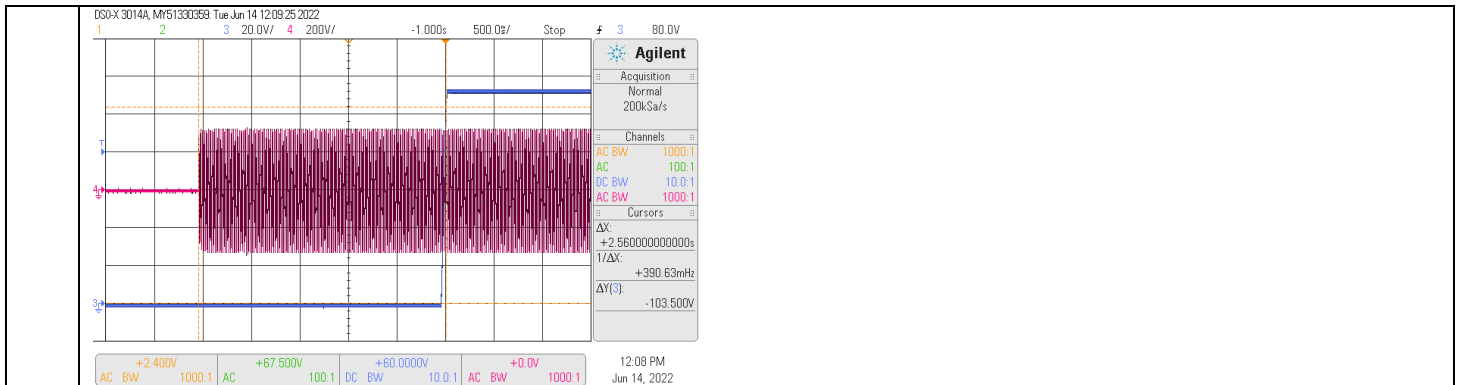 DSO-X 3014A, MY51330359: Tue Jun 14 12:09:25 2022
1 2 3 20.0V/ 4 200V/ -1.000s 500.0ms/ Stop 3 80.0V
Agilent
Acquisition
Normal
200kSa/s
Channels
AC BW 1000:1
AC 100:1
DC BW 10.0:1
AC BW 1000:1
Cursors
ΔX:
+2.560000000000s
1/ΔX:
+390.63mHz
ΔY(3):
-103.500V
T
4
3
+2.400V +67.500V +60.0000V +0.0V 12:08 PM
AC BW 1000:1 AC 100:1 DC BW 10.0:1 AC BW 1000:1 Jun 14, 2022